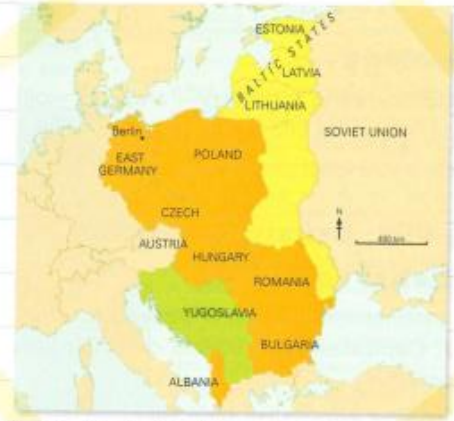 ESTONIA
BALTIC STATES
LATVIA
LITHUANIA
SOVIET UNION
Berlin
EAST
GERMANY
POLAND
CZECH
N
AUSTRIA
HUNGARY
ROMANIA
YUGOSLAVIA
BULGARIA
ALBANIA